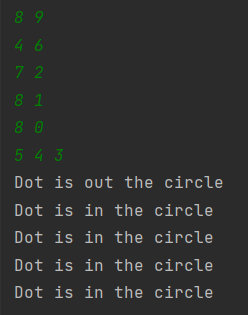 8 9
4 6
7 2
8 1
8 0
5 4 3
Dot is out the circle
Dot is in the circle
Dot is in the circle
Dot is in the circle
Dot is in the circle